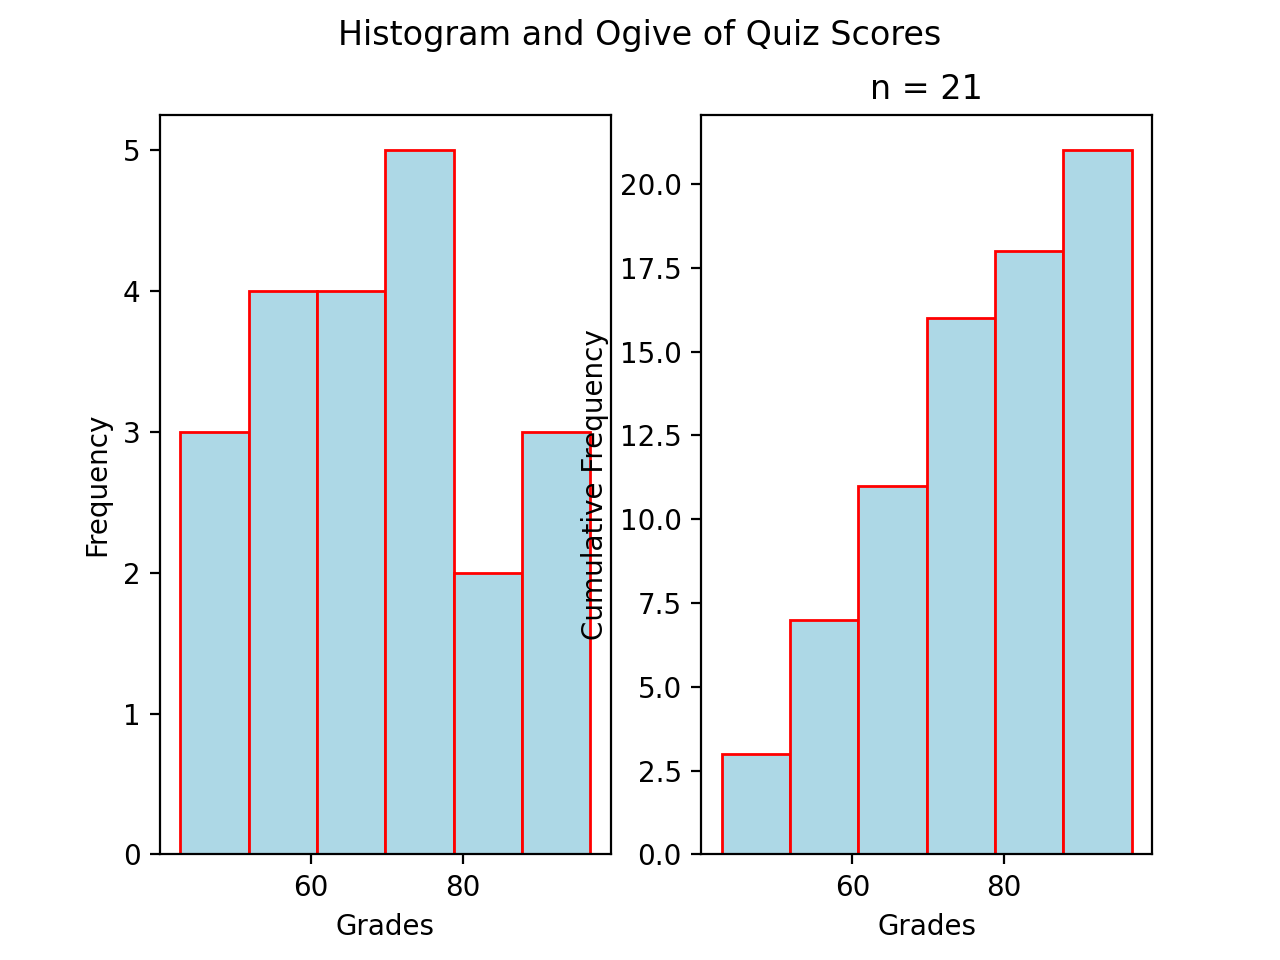 Histogram and Ogive of Quiz Scores
n = 21
Frequency
5
4
3
2
1
0
60 80
Grades
Cumulative Frequency
20.0
17.5
15.0
12.5
10.0
7.5
5.0
2.5
0.0
60 80
Grades